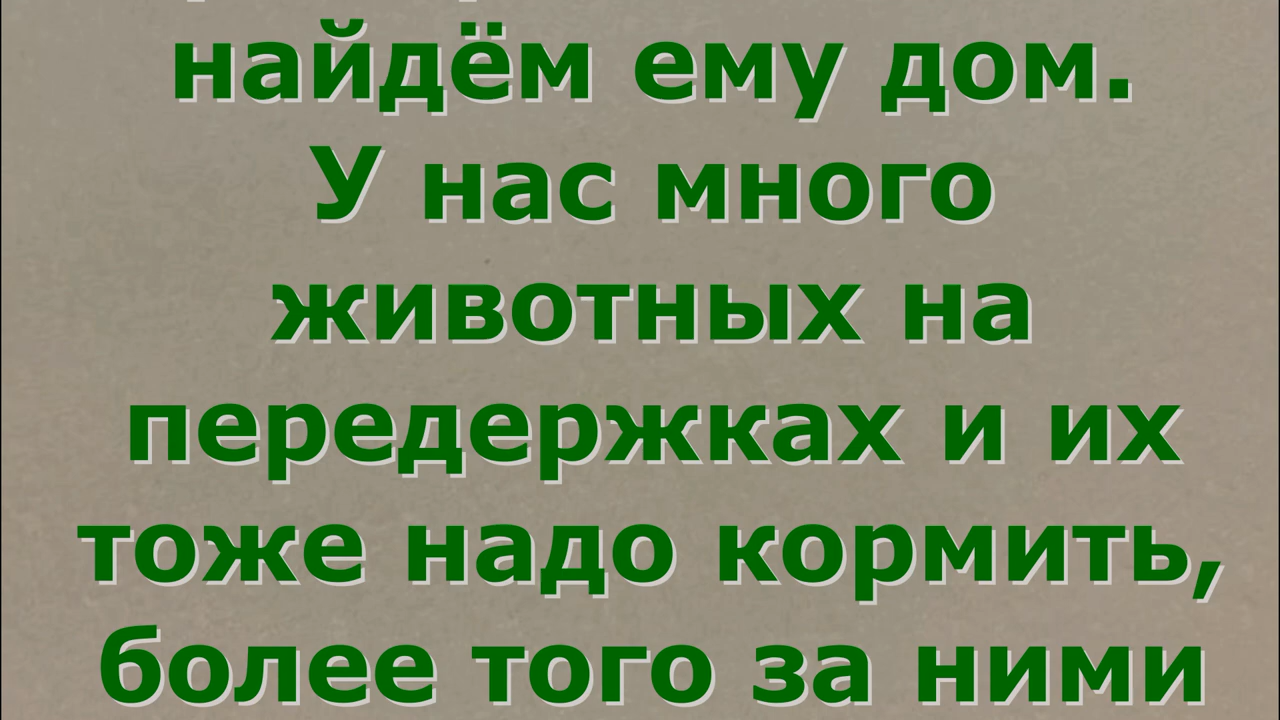 найдём ему дом.
У нас много
животных на
передержках и их
тоже надо кормить,
более того за ними